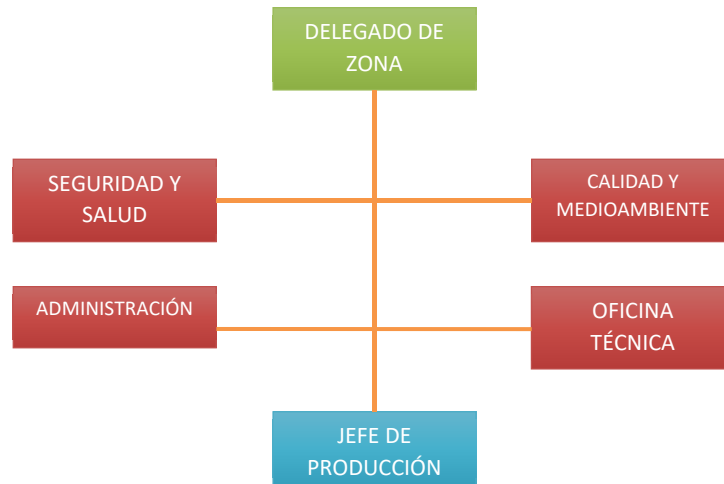 DELEGADO DE
ZONA
SEGURIDAD Y
SALUD
CALIDAD Y
MEDIOAMBIENTE
ADMINISTRACIÓN
OFICINA
TÉCNICA
JEFE DE
PRODUCCIÓN